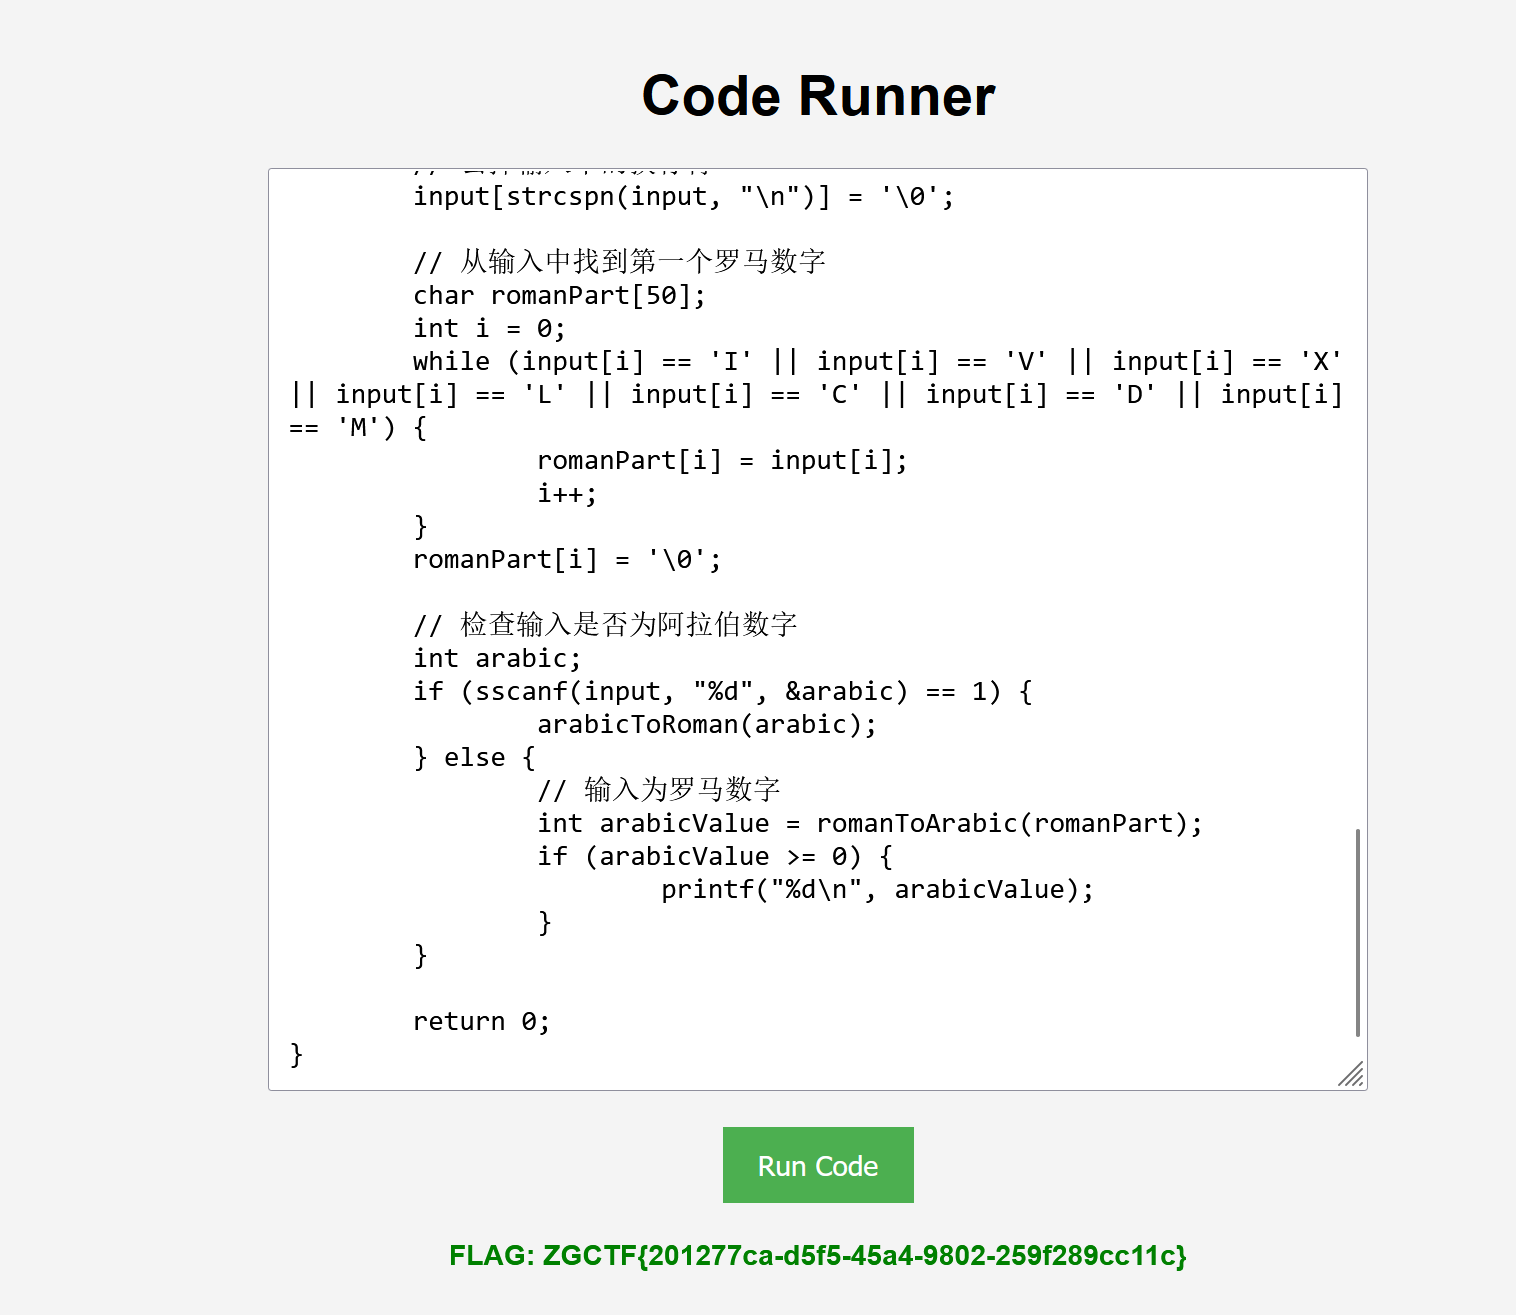 Code Runner
input[strcspn(input, "\n")] = '\0';
// 从输入中找到第一个罗马数字
char romanPart[50];
int i = 0;
while (input[i] == 'I' || input[i] == 'V' || input[i] == 'X'
|| input[i] == 'L' || input[i] == 'C' || input[i] == 'D' || input[i]
== 'M') {
romanPart[i] = input[i];
i++;
}
romanPart[i] = '\0';
// 检查输入是否为阿拉伯数字
int arabic;
if (sscanf(input, "%d", &arabic) == 1) {
arabicToRoman(arabic);
} else {
// 输入为罗马数字
int arabicValue = romanToArabic(romanPart);
if (arabicValue >= 0) {
printf("%d\n", arabicValue);
}
}
return 0;
}
Run Code
FLAG: ZGCTF{201277ca-d5f5-45a4-9802-259f289cc11c}